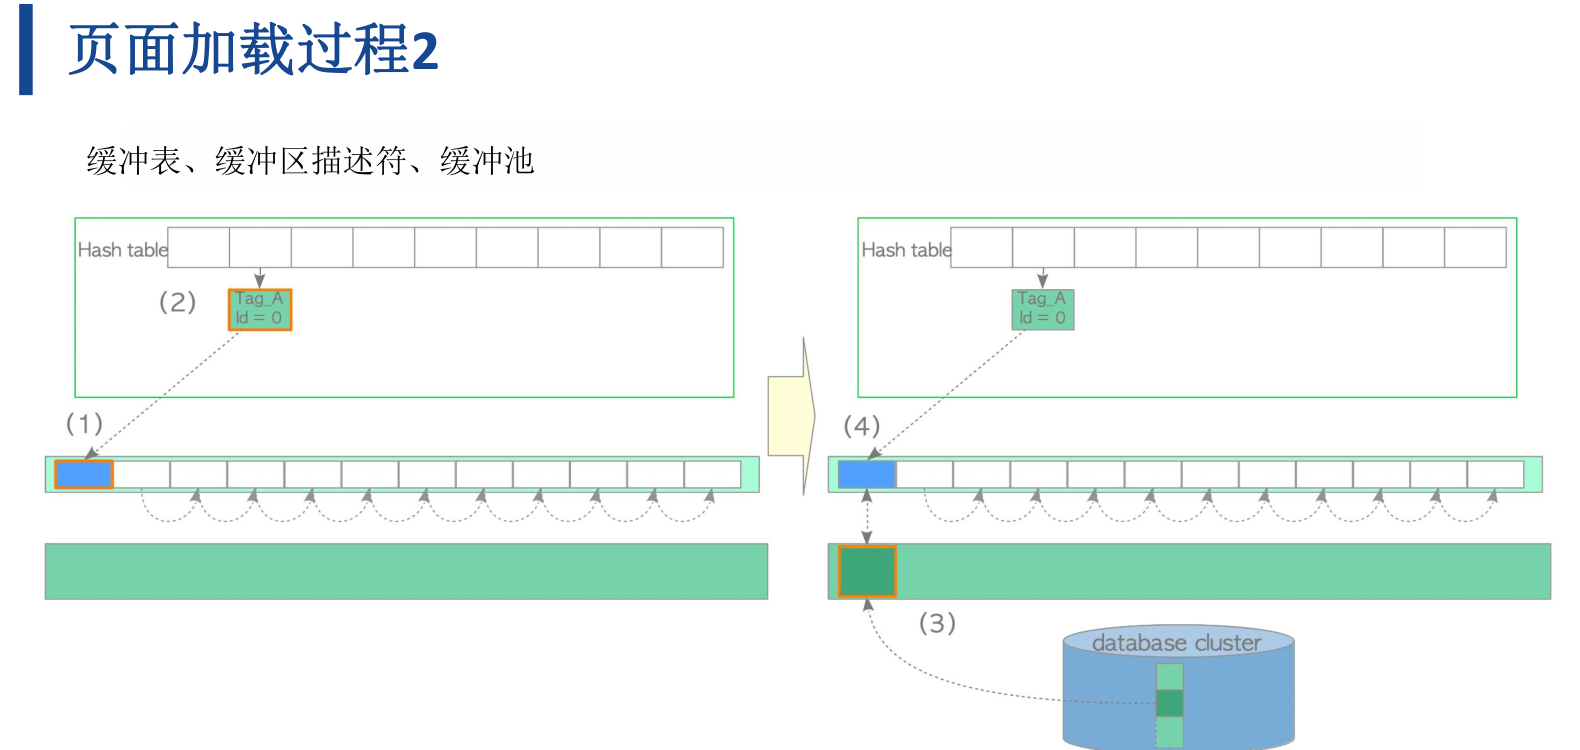 页面加载过程2
缓冲表、缓冲区描述符、缓冲池
Hash table
(2)
Tag_A
Id = 0
(1)
Hash table
Tag_A
Id = 0
(4)
(3)
database cluster